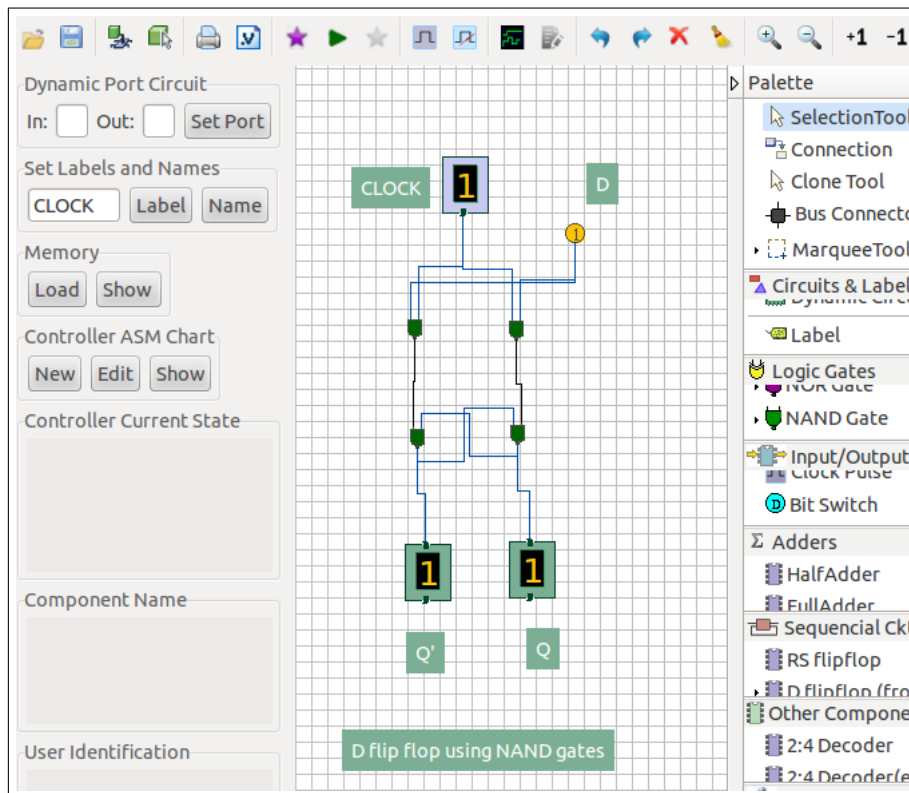 +1 -1
Dynamic Port Circuit
In: Out: Set Port
Set Labels and Names
CLOCK Label Name
Memory
Load Show
Controller ASM Chart
New Edit Show
Controller Current State
Component Name
User Identification
CLOCK 1 D
1
1 1
Q' Q
D flip flop using NAND gates
Palette
SelectionTool
Connection
Clone Tool
Bus Connecto
MarqueeTool
Circuits & Label
Dynamic Circ
Label
Logic Gates
NOR Gate
NAND Gate
Input/Output
Clock Pulse
D Bit Switch
Σ Adders
HalfAdder
FullAdder
Sequencial Ckt
RS flipflop
D flipflop (fro
Other Compone
2:4 Decoder
2:4 Decoder(e